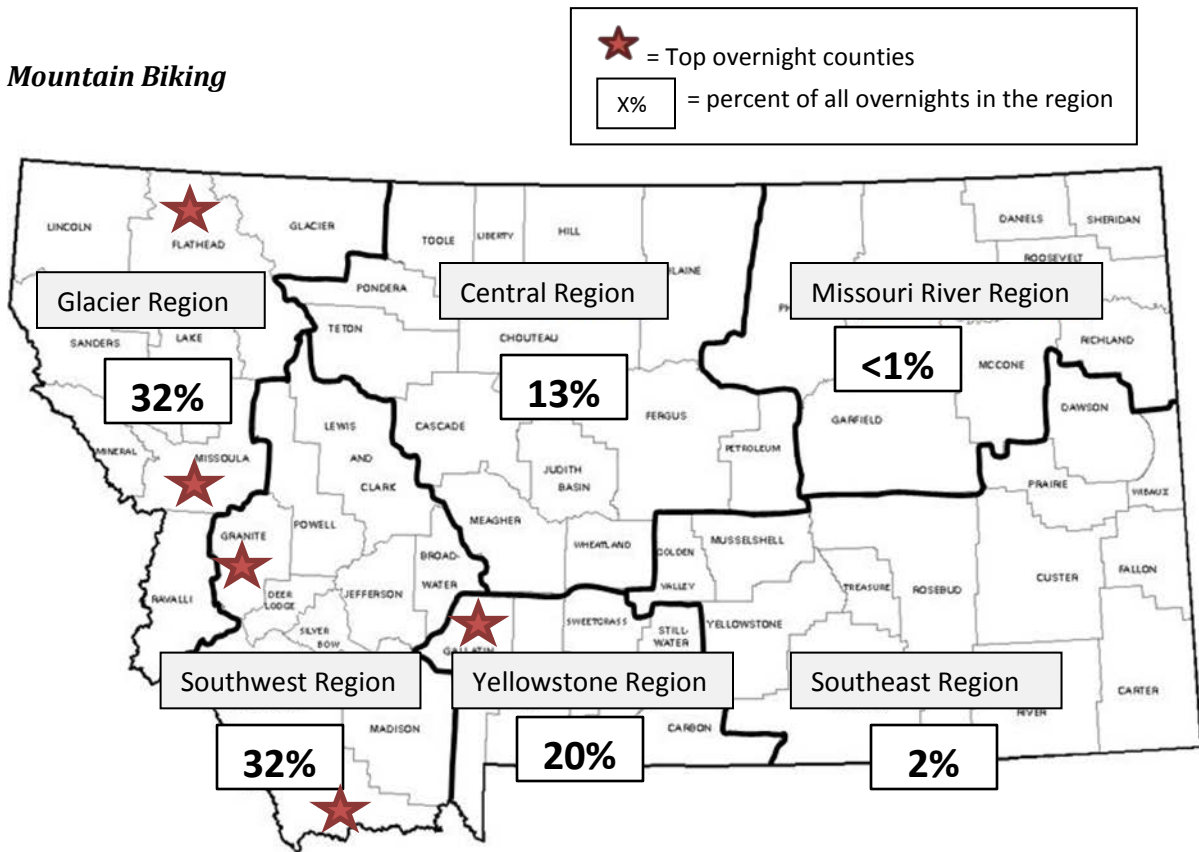 = Top overnight counties
Mountain Biking
X%
= percent of all overnights in the region
DANIELS
SHERIDAN
LINCOLN
GLACIER
HILL
LIBERTY
TOOLE
FLATHEAD
ROOSEVELT
PONDERA
Glacier Region
Central Region
Missouri River Region
TETON
CHOUTEAU
SANDERS
LAKE
RICHLAND
MCCONE
32%
13%
<1%
DAWSON
FERGUS
GARFIELD
LEWIS
AND
CLARK
CASCADE
MINERAL
MISSOULA
PETROLEUM
JUDITH
BASIN
PRAIRIE
WIBAUX
MEAGHER
POWELL
GRANITE
WHEATLAND
GOLDEN
VALLEY
MUSSELSHELL
BROAD-
WATER
FALLON
CUSTER
TREASURE
ROSEBUD
RAVALLI
DEER
LODGE
JEFFERSON
SWEETGRASS
STILL-
WATER
YELLOWSTONE
SILVER
BOW
GALLATIN
Southwest Region
Yellowstone Region
Southeast Region
CARTER
RIVER
MADISON
CARBON
32%
20%
2%